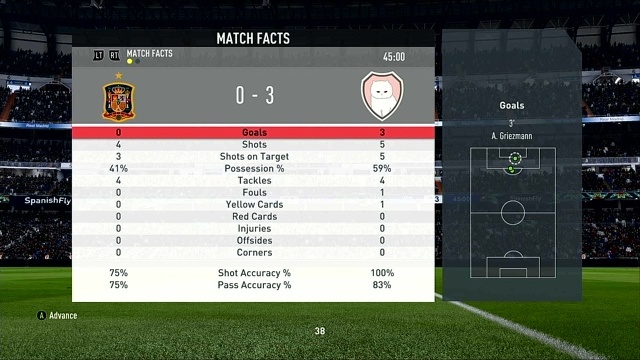 MATCH FACTS
LT RT MATCH FACTS 45:00
0 - 3
0 Goals 3
4 Shots 5
3 Shots on Target 5
41% Possession % 59%
4 Tackles 4
0 Fouls 1
0 Yellow Cards 1
0 Red Cards 0
0 Injuries 0
0 Offsides 0
0 Corners 0
75% Shot Accuracy % 100%
75% Pass Accuracy % 83%
Goals
3'
A. Griezmann
SpanishFly
A Advance
38